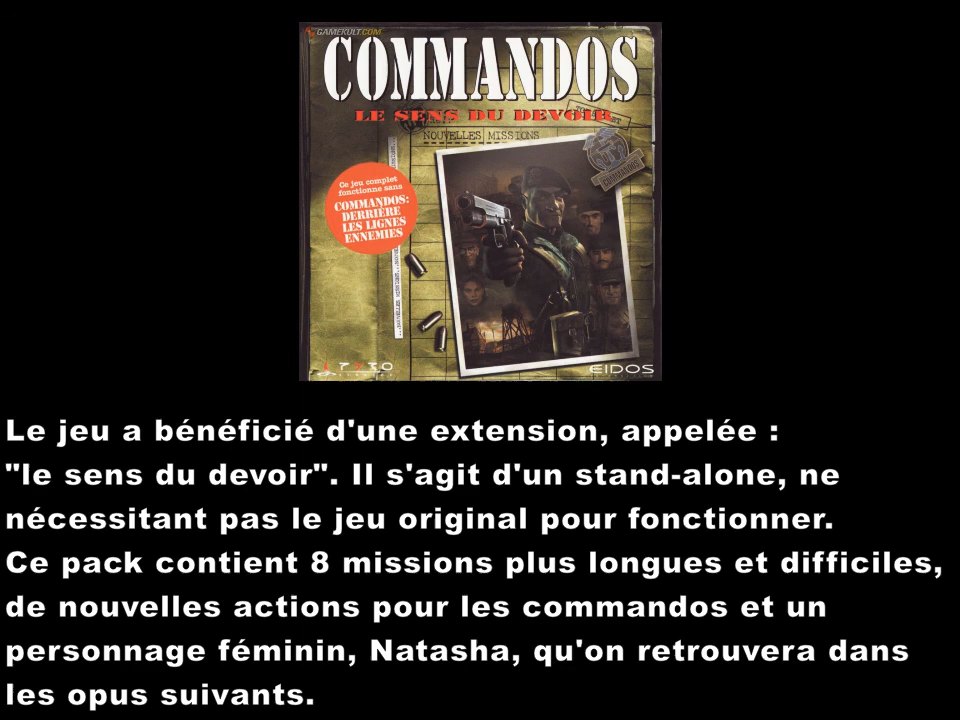 GAMEKULT.COM
COMMANDOS
LE SENS DU DEVOIR
NOUVELLES MISSIONS
COMMANDOS
Ce jeu complet
fonctionne sans
COMMANDOS:
DERRIÈRE
LES LIGNES
ENNEMIES
EIDOS
Le jeu a bénéficié d'une extension, appelée :
"le sens du devoir". Il s'agit d'un stand-alone, ne
nécessitant pas le jeu original pour fonctionner.
Ce pack contient 8 missions plus longues et difficiles,
de nouvelles actions pour les commandos et un
personnage féminin, Natasha, qu'on retrouvera dans
les opus suivants.